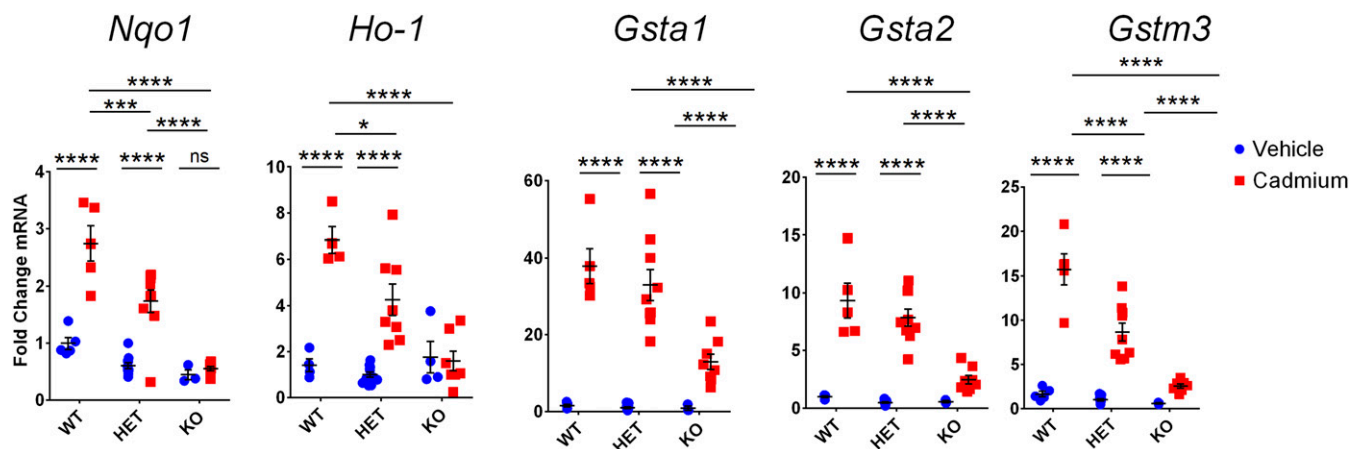 Nqo1 Ho-1 Gsta1 Gsta2 Gstm3
**** **** **** **** ****
*** * **** **** ****
**** ****
**** **** ns **** **** **** **** **** **** **** ****
Vehicle
Cadmium
Fold Change mRNA
4
3
2
1
0
WT HET KO
10
8
6
4
2
0
WT HET KO
60
40
20
0
WT HET KO
20
15
10
5
0
WT HET KO
25
20
15
10
5
0
WT HET KO